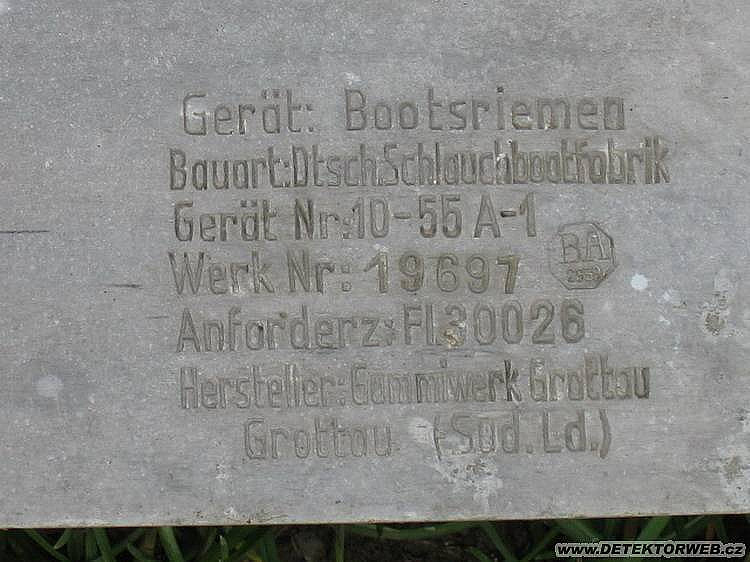 Gerät: Bootsriemen
Bauart: Dtsch. Schlauchbootfabrik
Gerät Nr: 10-55 A-1
Werk Nr: 19697
BA
Anforderz: Fl. 30026
Hersteller: Gummiwerk Grottau
Grottau (Sud. Ld.)
www.DETEKTORWEB.cz